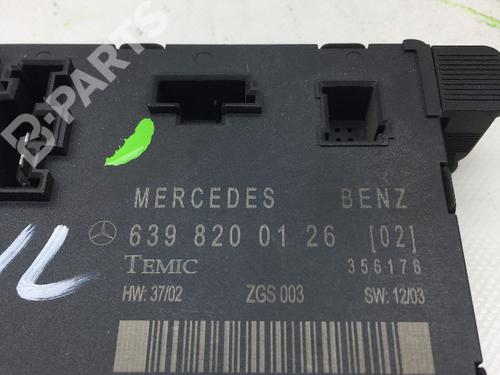 B-PARTS
MERCEDES BENZ
639 820 01 26 [02]
TEMIC 356176
HW: 37/02 ZGS 003 SW: 12/03